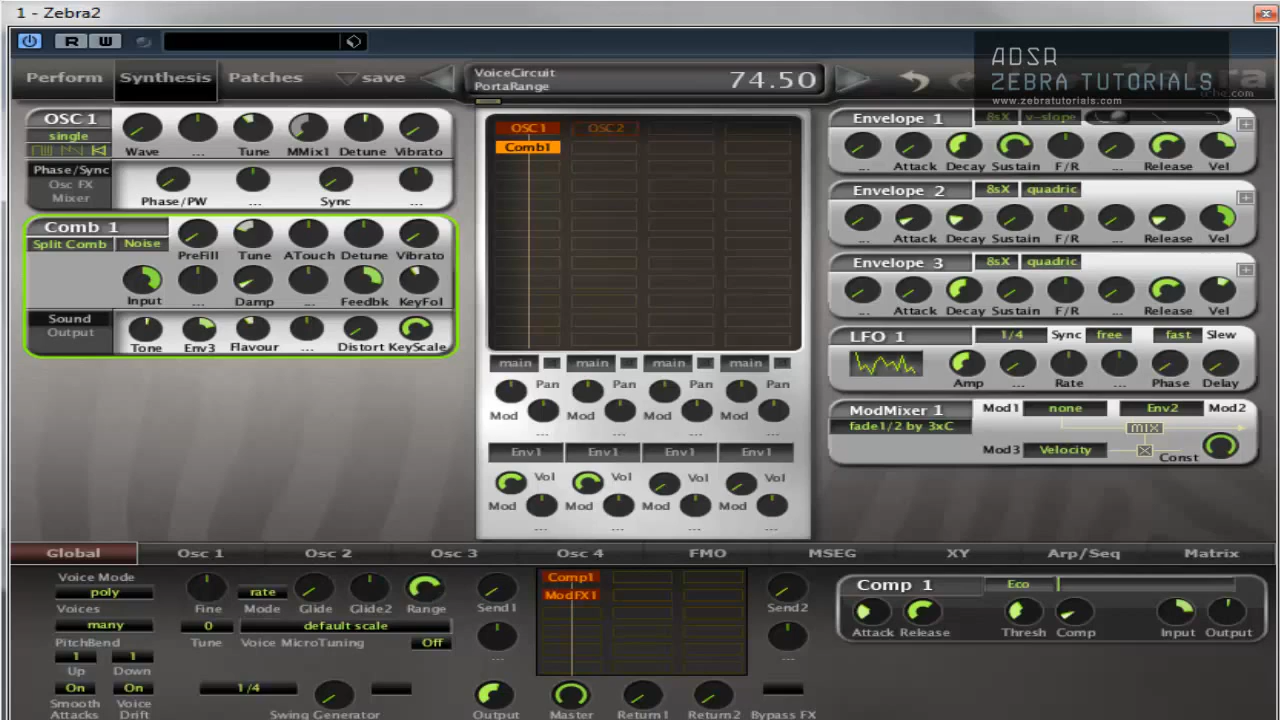 1 - Zebra2
R W
Perform Synthesis Patches save
VoiceCircuit
PortaRange
74.50
ADSR
ZEBRA TUTORIALS
www.zebratutorials.com
OSC 1
single
Wave ... Tune MMix1 Detune Vibrato
Phase/Sync
Osc FX
Mixer
Phase/PW ... Sync ...
Comb 1
Split Comb Noise
PreFill Tune ATouch Detune Vibrato
Input ... Damp ... Feedbk KeyFol
Sound
Output
Tone Env3 Flavour ... Distort KeyScale
OSC1 OSC2
Comb1
main main main main
Pan Pan Pan Pan
Mod Mod Mod Mod
... ... ... ...
Env1 Env1 Env1 Env1
Vol Vol Vol Vol
Mod Mod Mod Mod
... ... ... ...
Envelope 1 8sX v-slope
... Attack Decay Sustain F/R ... Release Vel
Envelope 2 8sX quadric
... Attack Decay Sustain F/R ... Release Vel
Envelope 3 8sX quadric
... Attack Decay Sustain F/R ... Release Vel
LFO 1 1/4 Sync free fast Slew
Amp ... Rate ... Phase Delay
ModMixer 1 Mod1 none Env2 Mod2
fade1/2 by 3xC mix
Mod3 Velocity Const
Global Osc 1 Osc 2 Osc 3 Osc 4 FMO MSEG XY Arp/Seq Matrix
Voice Mode
poly
Voices
many
PitchBend
1 1
Up Down
On On
Smooth Attacks
Voice Drift
rate
Fine Mode Glide Glide2 Range
0 default scale
Tune Voice MicroTuning Off
1/4
Swing Generator
Send1
...
Output
Comp1
ModFX1
Master Return1 Return2 Bypass FX
Send2
...
Comp 1 Eco
Attack Release Thresh Comp Input Output